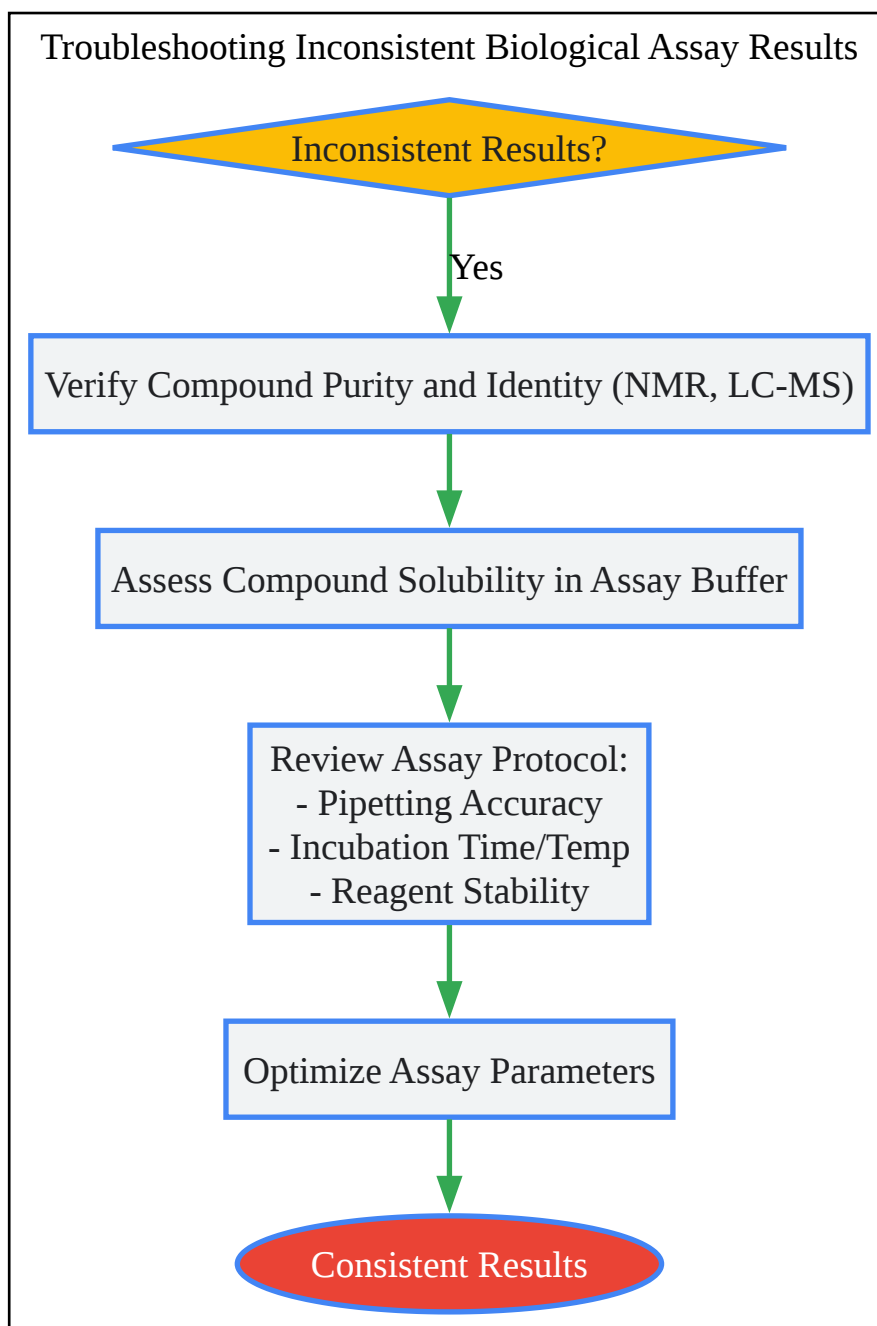 Troubleshooting Inconsistent Biological Assay Results
Inconsistent Results?
Yes
Verify Compound Purity and Identity (NMR, LC-MS)
Assess Compound Solubility in Assay Buffer
Review Assay Protocol:
- Pipetting Accuracy
- Incubation Time/Temp
- Reagent Stability
Optimize Assay Parameters
Consistent Results